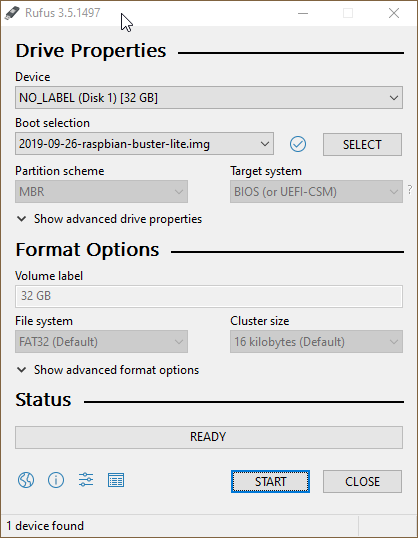 Rufus 3.5.1497
Drive Properties
Device
NO_LABEL (Disk 1) [32 GB]
Boot selection
2019-09-26-raspbian-buster-lite.img
SELECT
Partition scheme
Target system
MBR
BIOS (or UEFI-CSM)
?
Show advanced drive properties
Format Options
Volume label
32 GB
File system
Cluster size
FAT32 (Default)
16 kilobytes (Default)
Show advanced format options
Status
READY
START
CLOSE
1 device found